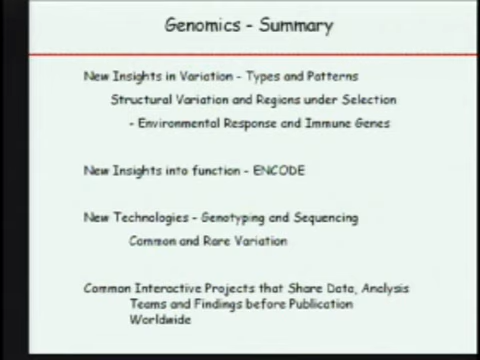 Genomics - Summary
New Insights in Variation - Types and Patterns
Structural Variation and Regions under Selection
- Environmental Response and Immune Genes
New Insights into function - ENCODE
New Technologies - Genotyping and Sequencing
Common and Rare Variation
Common Interactive Projects that Share Data, Analysis
Teams and Findings before Publication
Worldwide